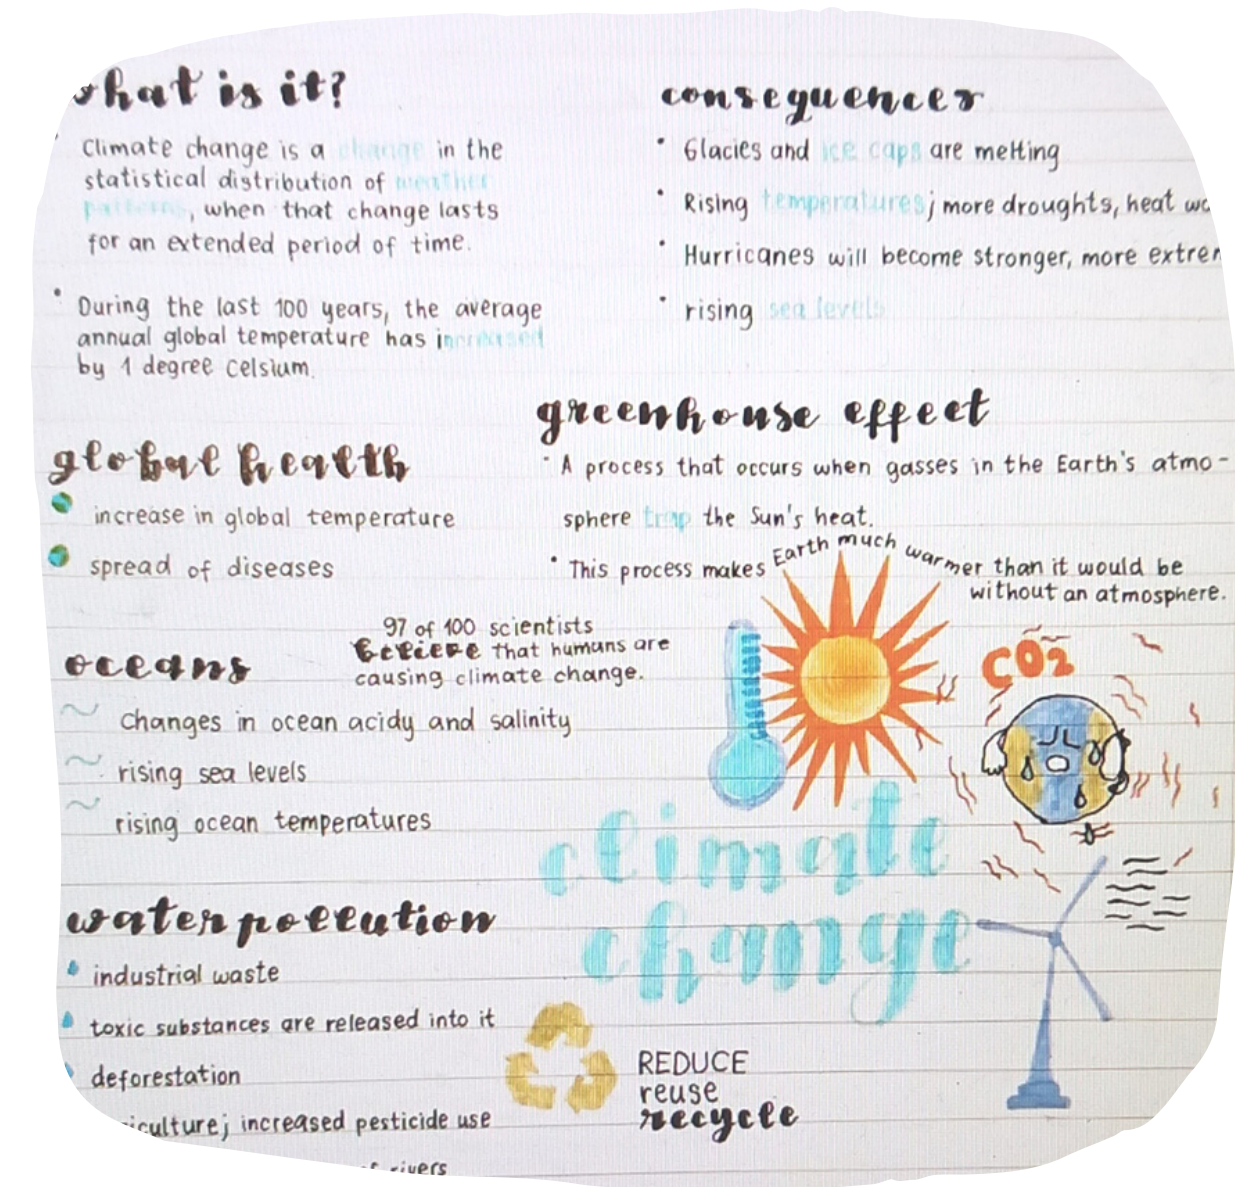 what is it?
Climate change is a change in the
statistical distribution of weather
patterns, when that change lasts
for an extended period of time.
During the last 100 years, the average
annual global temperature has increased
by 1 degree Celsium.
consequences
Glacies and ice caps are melting
Rising temperatures; more droughts, heat
Hurricanes will become stronger, more
rising sea levels
greenhouse effect
A process that occurs when gasses in the Earth's atmo-
sphere trap the Sun's heat.
This process makes Earth much warmer than it would be
without an atmosphere.
global health
increase in global temperature
spread of diseases
97 of 100 scientists
believe that humans are
causing climate change.
oceans
Changes in ocean acidy and salinity
rising sea levels
rising ocean temperatures
CO2
climate
change
water pollution
industrial waste
toxic substances are released into it
deforestation
iculture; increased pesticide use
rivers
REDUCE
reuse
recycle